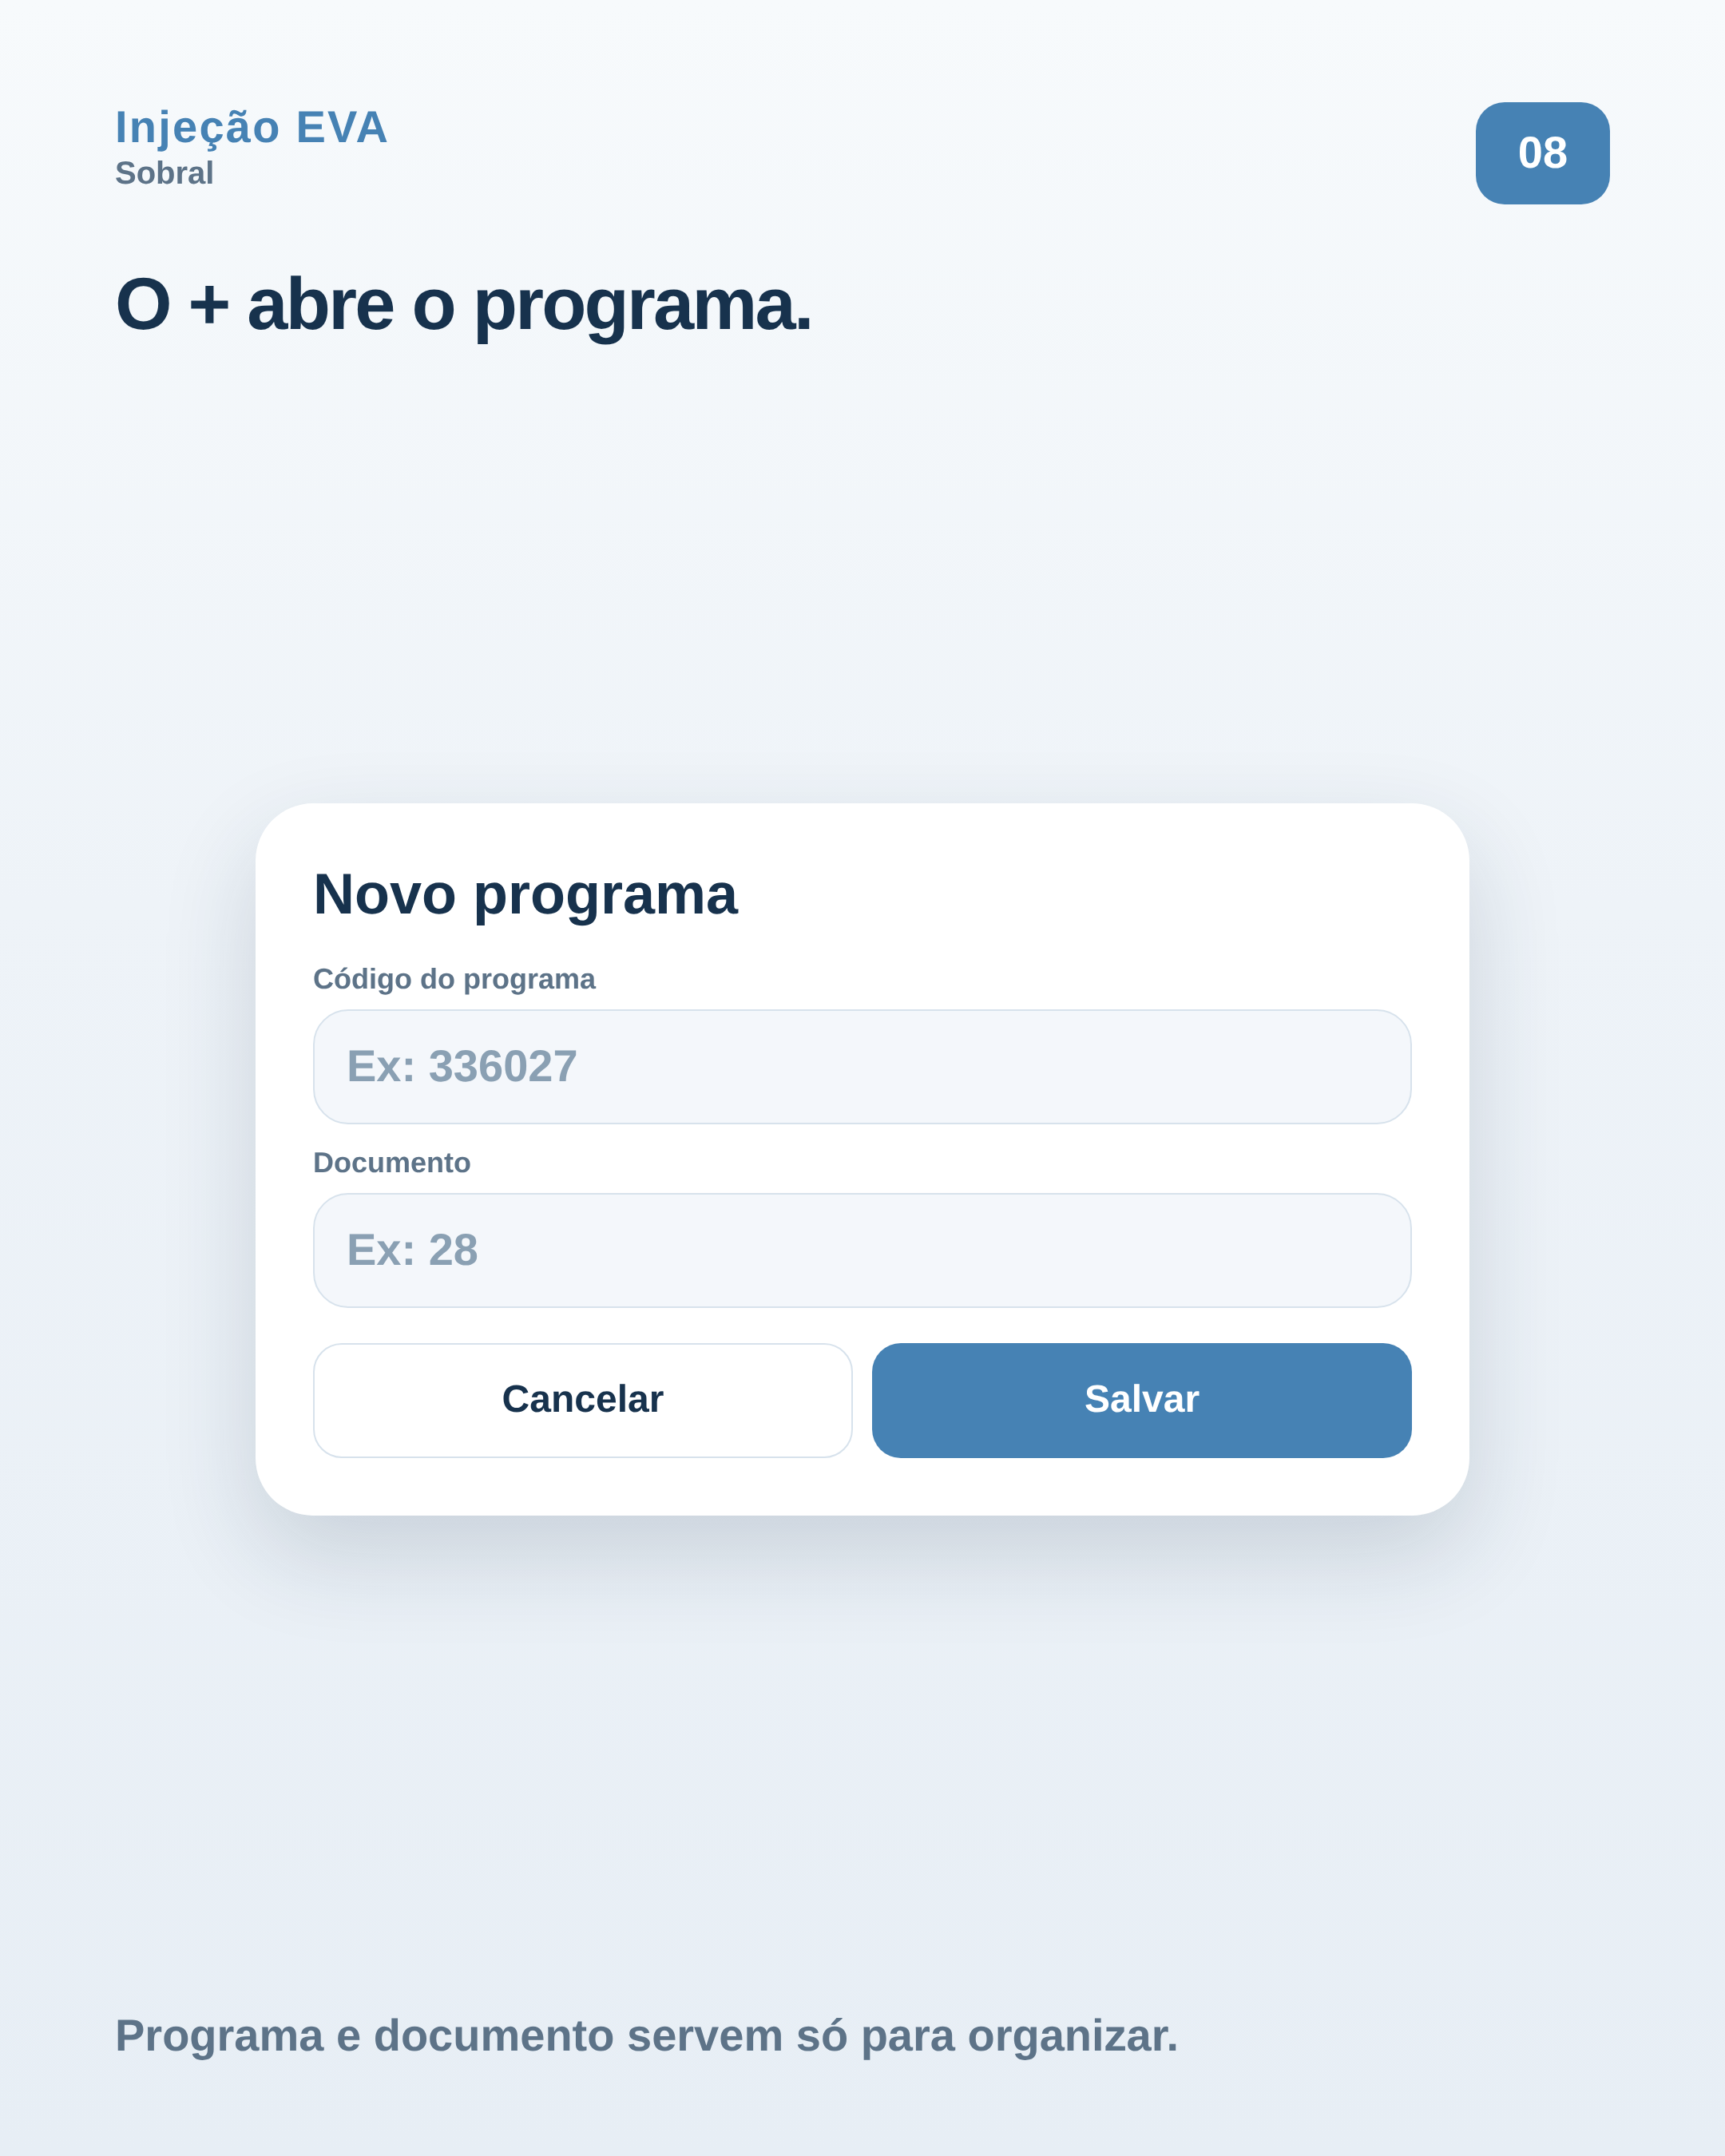 Injeção EVA
Sobral
08
O + abre o programa.
Novo programa
Código do programa
Ex: 336027
Documento
Ex: 28
Cancelar
Salvar
Programa e documento servem só para organizar.